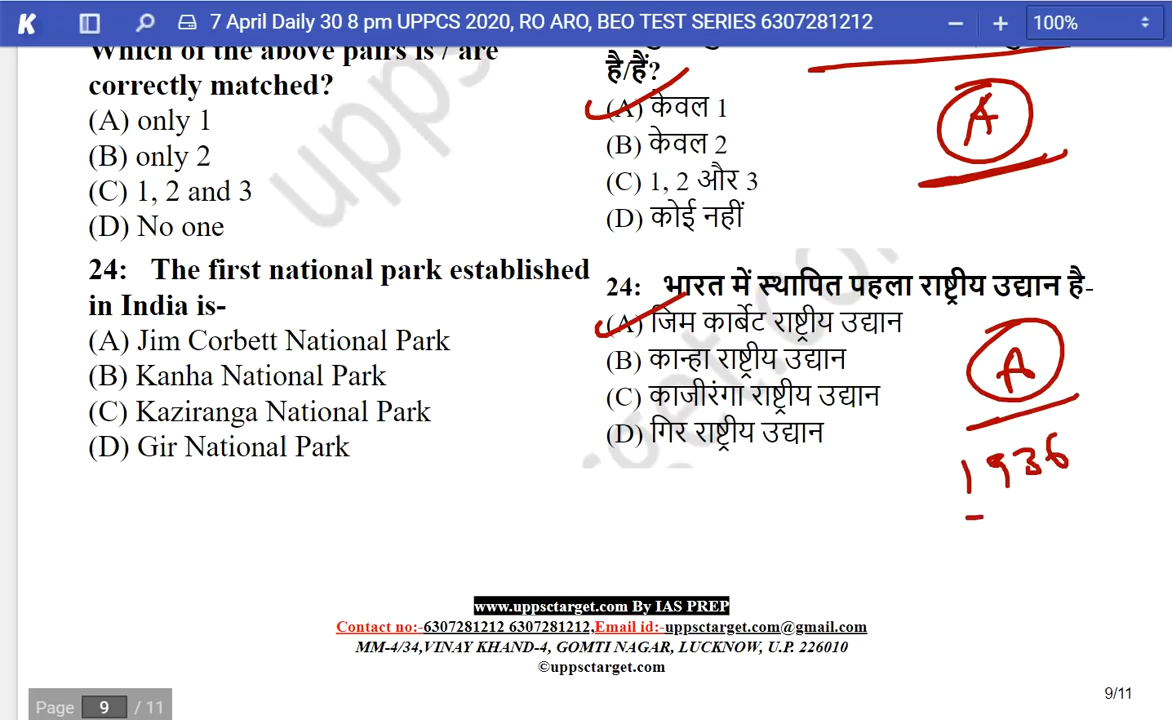 7 April Daily 30 8 pm UPPCS 2020, RO ARO, BEO TEST SERIES 6307281212
100%
Which of the above pairs is / are
correctly matched?
(A) only 1
(B) only 2
(C) 1, 2 and 3
(D) No one
24: The first national park established
in India is-
(A) Jim Corbett National Park
(B) Kanha National Park
(C) Kaziranga National Park
(D) Gir National Park
है/हैं?
(A) केवल 1
(B) केवल 2
(C) 1, 2 और 3
(D) कोई नहीं
A
24: भारत में स्थापित पहला राष्ट्रीय उद्यान है-
(A) जिम कार्बेट राष्ट्रीय उद्यान
(B) कान्हा राष्ट्रीय उद्यान
(C) काजीरंगा राष्ट्रीय उद्यान
(D) गिर राष्ट्रीय उद्यान
A
1936
www.uppsctarget.com By IAS PREP
Contact no:-6307281212 6307281212,Email id:-uppsctarget.com@gmail.com
MM-4/34,VINAY KHAND-4, GOMTI NAGAR, LUCKNOW, U.P. 226010
©uppsctarget.com
9/11
Page 9 / 11